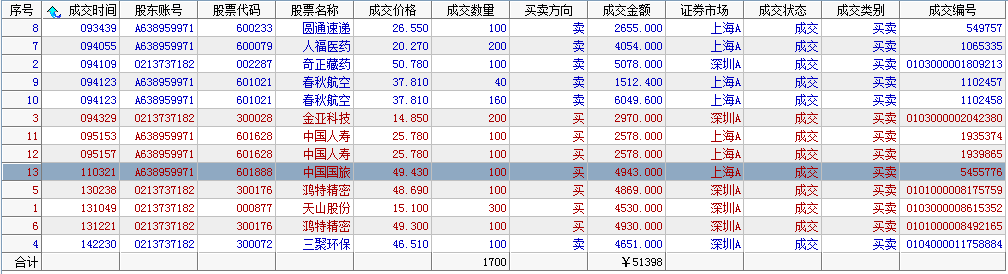 序号 成交时间 股东账号 股票代码 股票名称 成交价格 成交数量 买卖方向 成交金额 证券市场 成交状态 成交类别 成交编号
8 093439 A638959971 600233 圆通速递 26.550 100 卖 2655.000 上海A 成交 买卖 549757
7 094055 A638959971 600079 人福医药 20.270 200 卖 4054.000 上海A 成交 买卖 1065335
2 094109 0213737182 002287 奇正藏药 50.780 100 卖 5078.000 深圳A 成交 买卖 0103000001809213
9 094123 A638959971 601021 春秋航空 37.810 40 卖 1512.400 上海A 成交 买卖 1102457
10 094123 A638959971 601021 春秋航空 37.810 160 卖 6049.600 上海A 成交 买卖 1102458
3 094329 0213737182 300028 金亚科技 14.850 200 买 2970.000 深圳A 成交 买卖 0103000002042380
11 095153 A638959971 601628 中国人寿 25.780 100 买 2578.000 上海A 成交 买卖 1935374
12 095157 A638959971 601628 中国人寿 25.780 100 买 2578.000 上海A 成交 买卖 1939865
13 110321 A638959971 601888 中国国旅 49.430 100 买 4943.000 上海A 成交 买卖 5455776
5 130238 0213737182 300176 鸿特精密 48.690 100 买 4869.000 深圳A 成交 买卖 0101000008175759
1 131049 0213737182 000877 天山股份 15.100 300 买 4530.000 深圳A 成交 买卖 0103000008615352
6 131221 0213737182 300176 鸿特精密 49.300 100 买 4930.000 深圳A 成交 买卖 0101000008492165
4 142230 0213737182 300072 三聚环保 46.510 100 卖 4651.000 深圳A 成交 买卖 0104000011758884
合计 1700 ￥51398